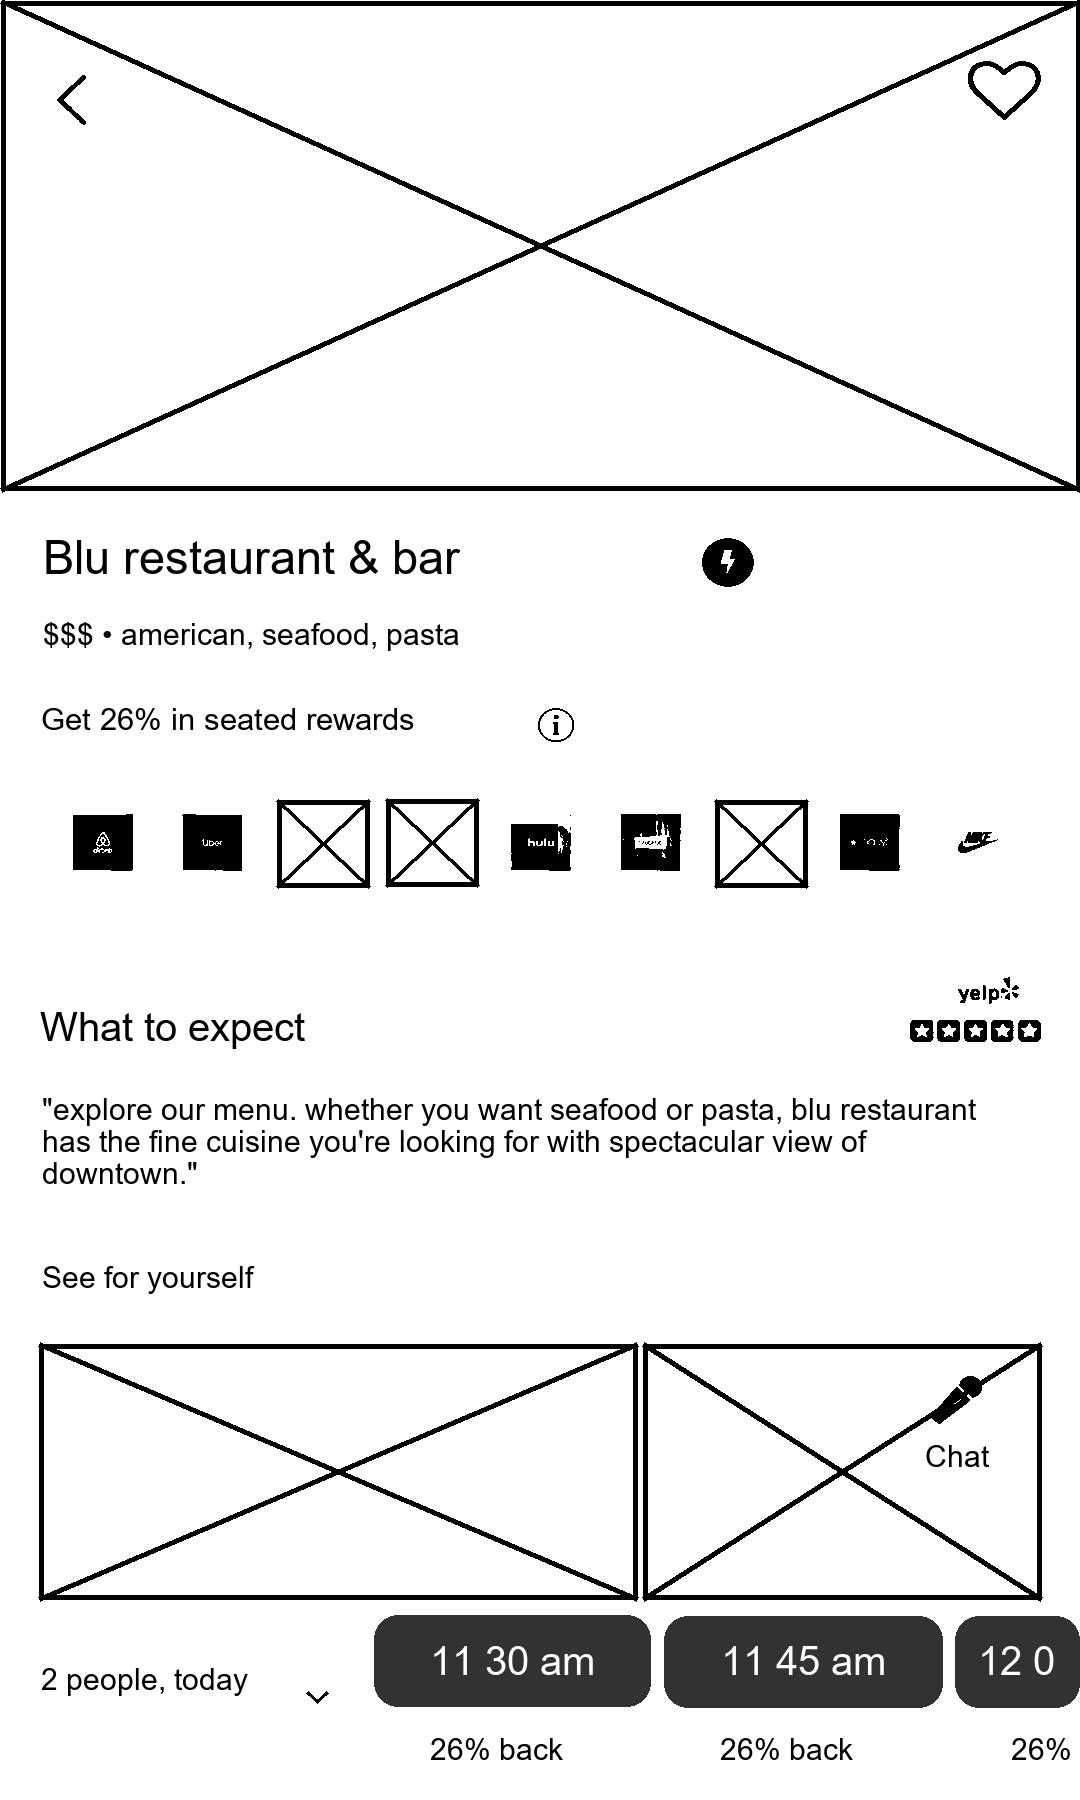 Blu restaurant & bar
$$$ • american, seafood, pasta
Get 26% in seated rewards
airbnb
Uber
hulu
NIKE
yelp
What to expect
"explore our menu. whether you want seafood or pasta, blu restaurant
has the fine cuisine you're looking for with spectacular view of
downtown."
See for yourself
Chat
2 people, today
11 30 am
11 45 am
12 0
26% back
26% back
26%